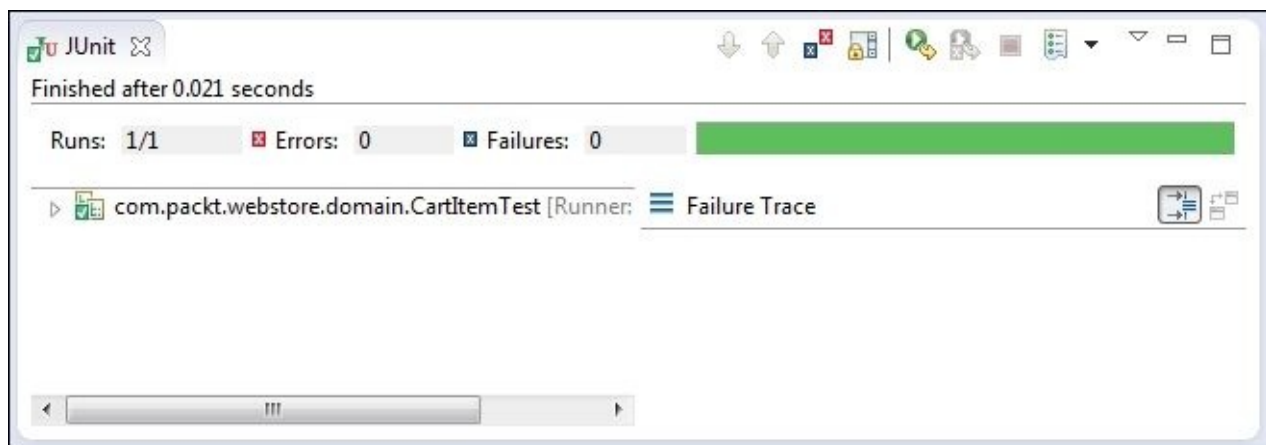 JUnit
Finished after 0.021 seconds
Runs: 1/1 Errors: 0 Failures: 0
com.packt.webstore.domain.CartItemTest [Runner: Failure Trace